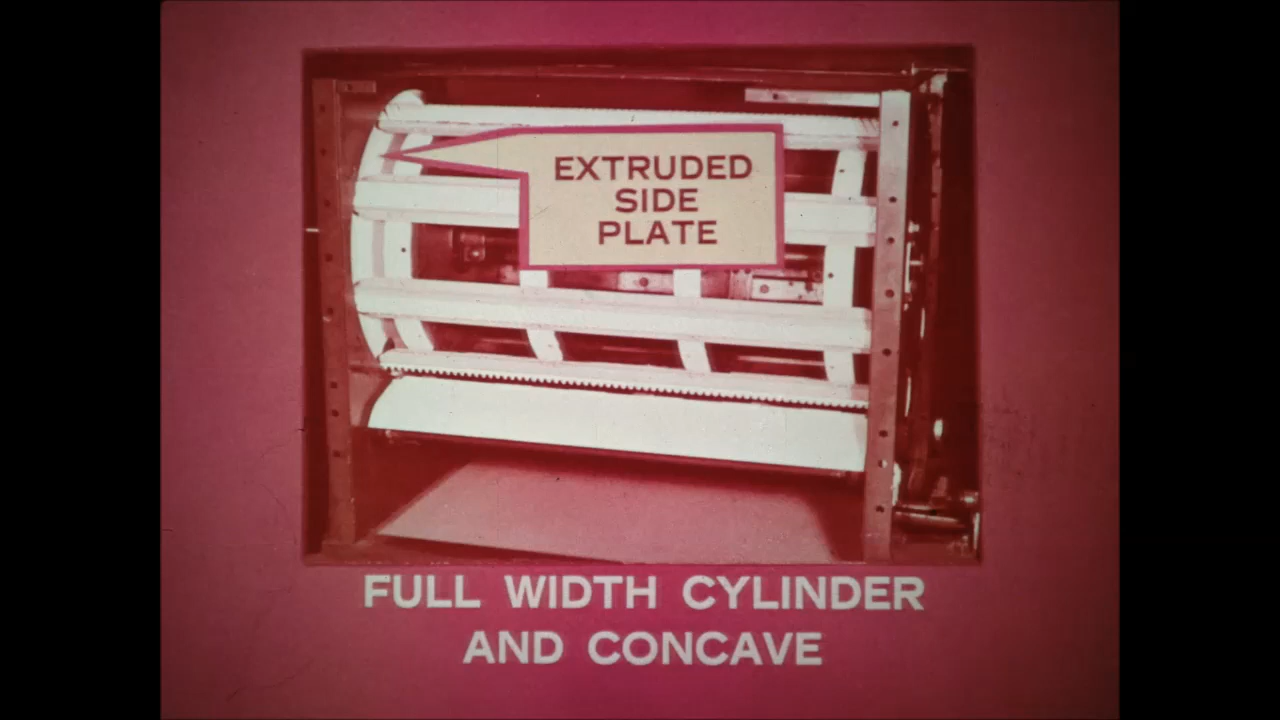 EXTRUDED
SIDE
PLATE
FULL WIDTH CYLINDER
AND CONCAVE